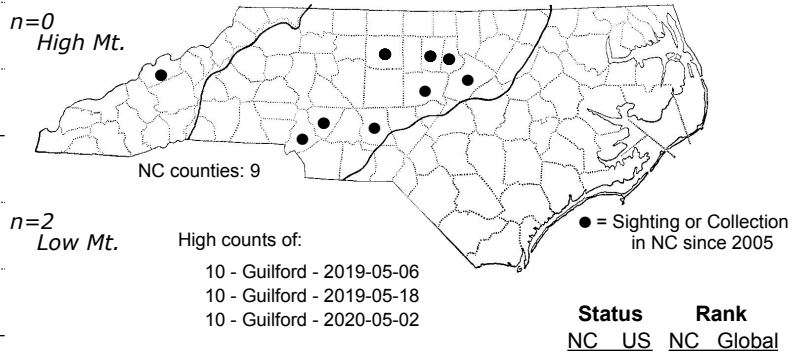 n=0
High Mt.
NC counties: 9
n=2
Low Mt.
High counts of:
10 - Guilford - 2019-05-06
10 - Guilford - 2019-05-18
10 - Guilford - 2020-05-02
● = Sighting or Collection
in NC since 2005
Status Rank
NC US NC Global